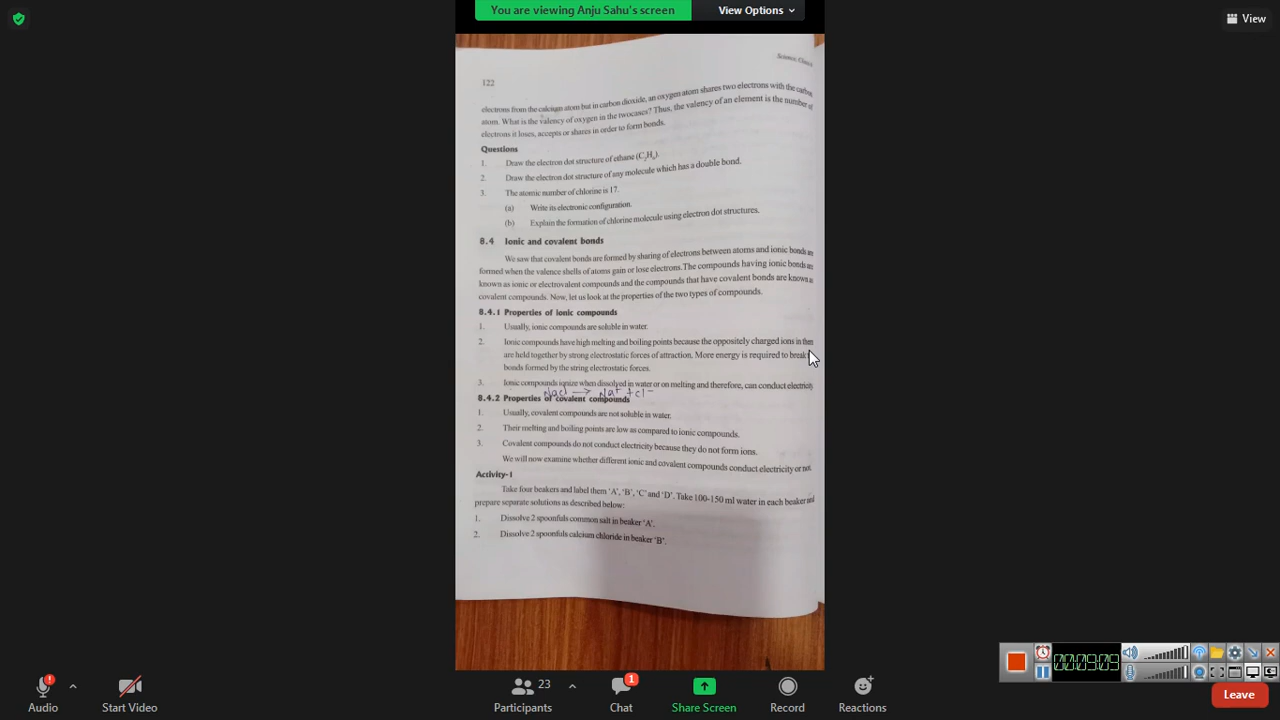 You are viewing Anju Sahu's screen
View Options
View
122
Science, Class
electrons from the calcium atom but in carbon dioxide, an oxygen atom shares two electrons with the carbon
atom. What is the valency of oxygen in the twocases? Thus, the valency of an element is the number of
electrons it loses, accepts or shares in order to form bonds.
Questions
1. Draw the electron dot structure of ethane (C2H6).
2. Draw the electron dot structure of any molecule which has a double bond.
3. The atomic number of chlorine is 17.
(a) Write its electronic configuration.
(b) Explain the formation of chlorine molecule using electron dot structures.
8.4 Ionic and covalent bonds
We saw that covalent bonds are formed by sharing of electrons between atoms and ionic bonds are
formed when the valence shells of atoms gain or lose electrons. The compounds having ionic bonds are
known as ionic or electrovalent compounds and the compounds that have covalent bonds are known as
covalent compounds. Now, let us look at the properties of the two types of compounds.
8.4.1 Properties of ionic compounds
1. Usually, ionic compounds are soluble in water.
2. Ionic compounds have high melting and boiling points because the oppositely charged ions in them
are held together by strong electrostatic forces of attraction. More energy is required to break
bonds formed by the string electrostatic forces.
3. Ionic compounds ionize when dissolved in water or on melting and therefore, can conduct electricity
NaCl → Na+ + Cl-
8.4.2 Properties of covalent compounds
1. Usually, covalent compounds are not soluble in water.
2. Their melting and boiling points are low as compared to ionic compounds.
3. Covalent compounds do not conduct electricity because they do not form ions.
We will now examine whether different ionic and covalent compounds conduct electricity or not.
Activity-1
Take four beakers and label them 'A', 'B', 'C' and 'D'. Take 100-150 ml water in each beaker and
prepare separate solutions as described below:
1. Dissolve 2 spoonfuls common salt in beaker 'A'.
2. Dissolve 2 spoonfuls calcium chloride in beaker 'B'.
00:09:09
Audio
Start Video
23
Participants
1
Chat
Share Screen
Record
Reactions
Leave